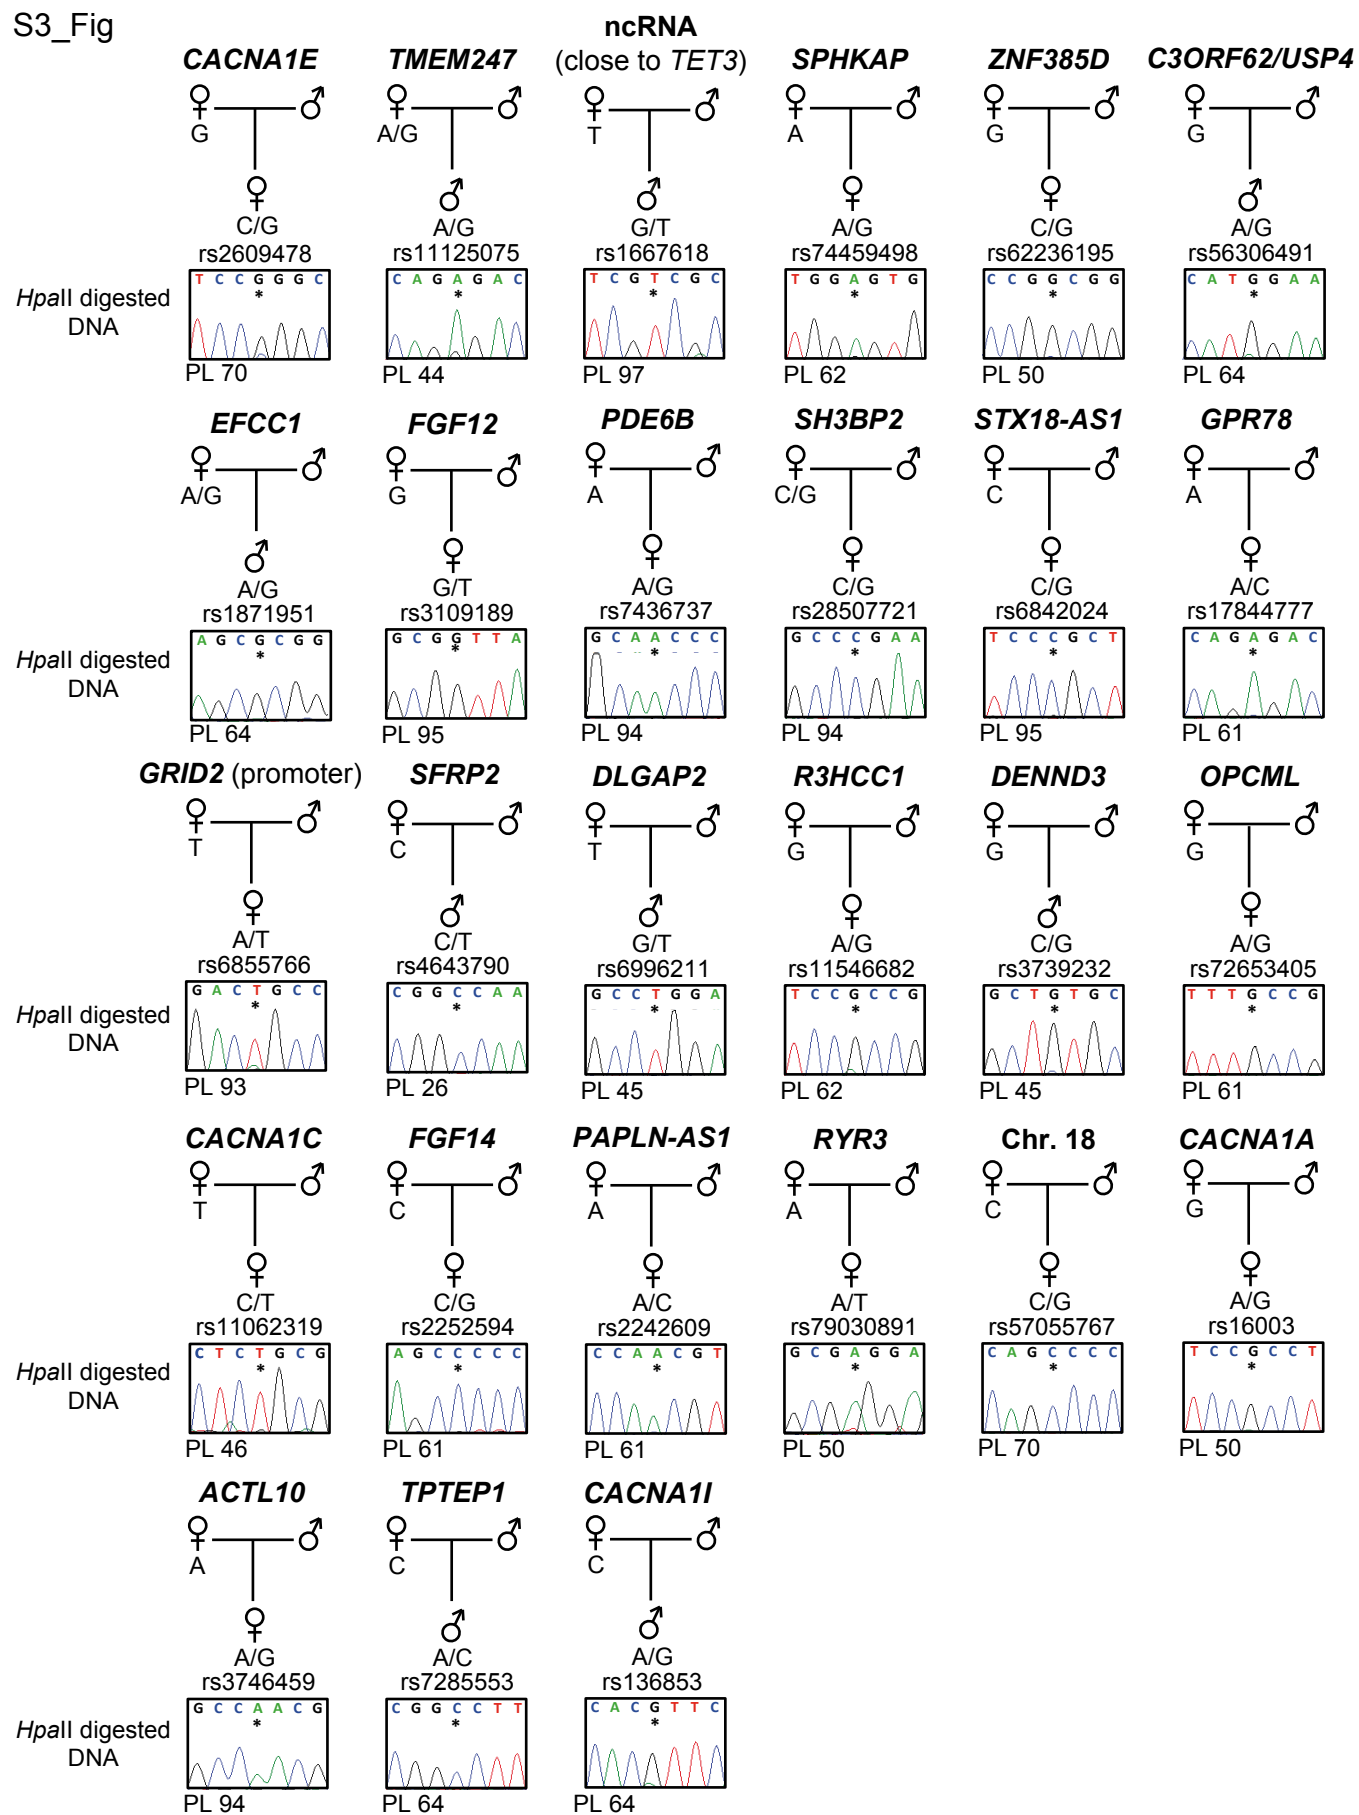 S3_Fig
CACNA1E TMEM247 ncRNA (close to TET3) SPHKAP ZNF385D C3ORF62/USP4
G A/G T A G G
C/G A/G G/T A/G C/G A/G
rs2609478 rs11125075 rs1667618 rs74459498 rs62236195 rs56306491
HpaII digested DNA
T C C G G G C C A G A G A C T C G T C G C T G G A G T G C C G G C G G C A T G G A A
* * * * * *
PL 70 PL 44 PL 97 PL 62 PL 50 PL 64
EFCC1 FGF12 PDE6B SH3BP2 STX18-AS1 GPR78
A/G G A C/G C A
A/G G/T A/G C/G C/G A/C
rs1871951 rs3109189 rs7436737 rs28507721 rs6842024 rs17844777
HpaII digested DNA
A G C G C G G G C G G T T A G C A A C C C G C C C G A A T C C C G C T C A G A G A C
* * * * * *
PL 64 PL 95 PL 94 PL 94 PL 95 PL 61
GRID2 (promoter) SFRP2 DLGAP2 R3HCC1 DENND3 OPCML
T C T G G G
A/T C/T G/T A/G C/G A/G
rs6855766 rs4643790 rs6996211 rs11546682 rs3739232 rs72653405
HpaII digested DNA
G A C T G C C C G G C C A A G C C T G G A T C C G C C G G C T G T G C T T T G C C G
* * * * * *
PL 93 PL 26 PL 45 PL 62 PL 45 PL 61
CACNA1C FGF14 PAPLN-AS1 RYR3 Chr. 18 CACNA1A
T C A A C G
C/T C/G A/C A/T C/G A/G
rs11062319 rs2252594 rs2242609 rs79030891 rs57055767 rs16003
HpaII digested DNA
C T C T G C G A G C C C C C C C A A C G T G C G A G G A C A G C C C C T C C G C C T
* * * * * *
PL 46 PL 61 PL 61 PL 50 PL 70 PL 50
ACTL10 TPTEP1 CACNA1I
A C C
A/G A/C A/G
rs3746459 rs7285553 rs136853
HpaII digested DNA
G C C A A C G C G G C C T T C A C G T T C
* * *
PL 94 PL 64 PL 64